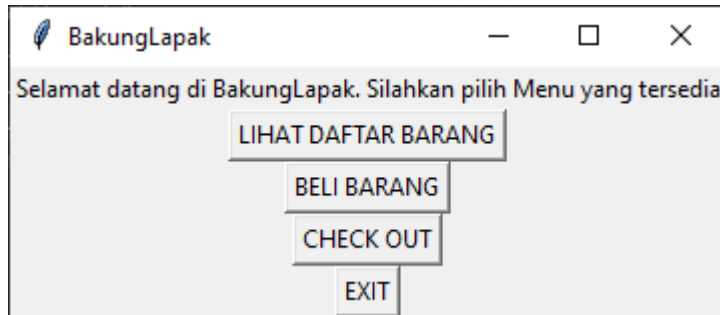 BakungLapak
Selamat datang di BakungLapak. Silahkan pilih Menu yang tersedia
LIHAT DAFTAR BARANG
BELI BARANG
CHECK OUT
EXIT